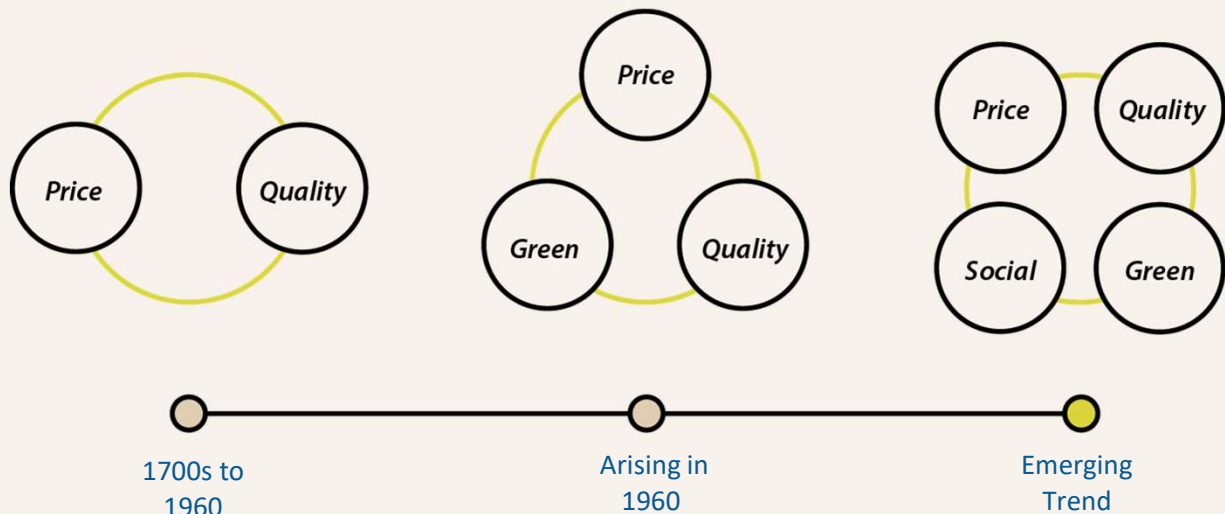 Price
Quality
Price
Green
Quality
Price
Quality
Social
Green
1700s to
1960
Arising in
1960
Emerging
Trend